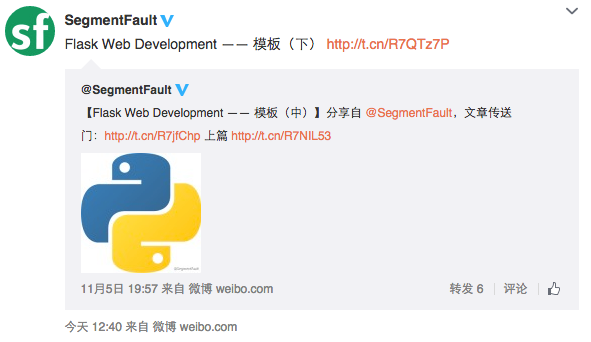 sf
SegmentFault
Flask Web Development —— 模板（下） http://t.cn/R7QTz7P
@SegmentFault
【Flask Web Development —— 模板（中）】分享自 @SegmentFault，文章传送
门：http://t.cn/R7jfChp 上篇 http://t.cn/R7NIL53
@SegmentFault
11月5日 19:57 来自 微博 weibo.com
转发 6 | 评论 |
今天 12:40 来自 微博 weibo.com